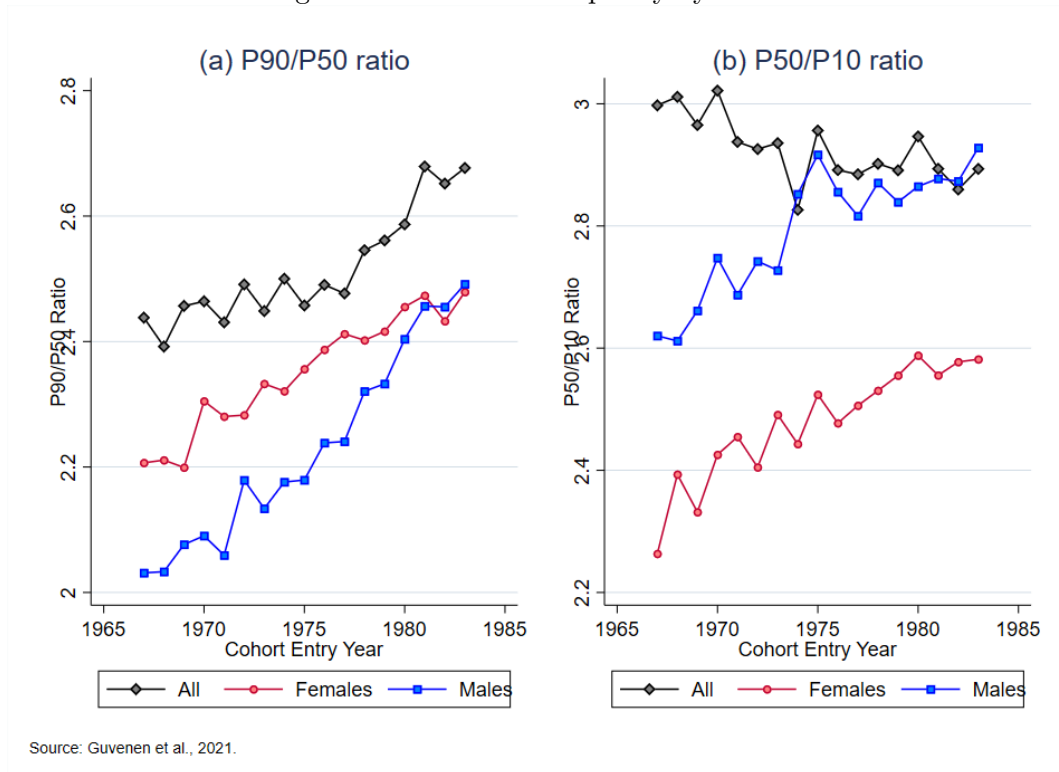 (a) P90/P50 ratio
P90/P50 Ratio
2.8
2.6
2.4
2.2
2
1965 1970 1975 1980 1985
Cohort Entry Year
All Females Males
(b) P50/P10 ratio
P50/P10 Ratio
3
2.8
2.6
2.4
2.2
1965 1970 1975 1980 1985
Cohort Entry Year
All Females Males
Source: Guvenen et al., 2021.